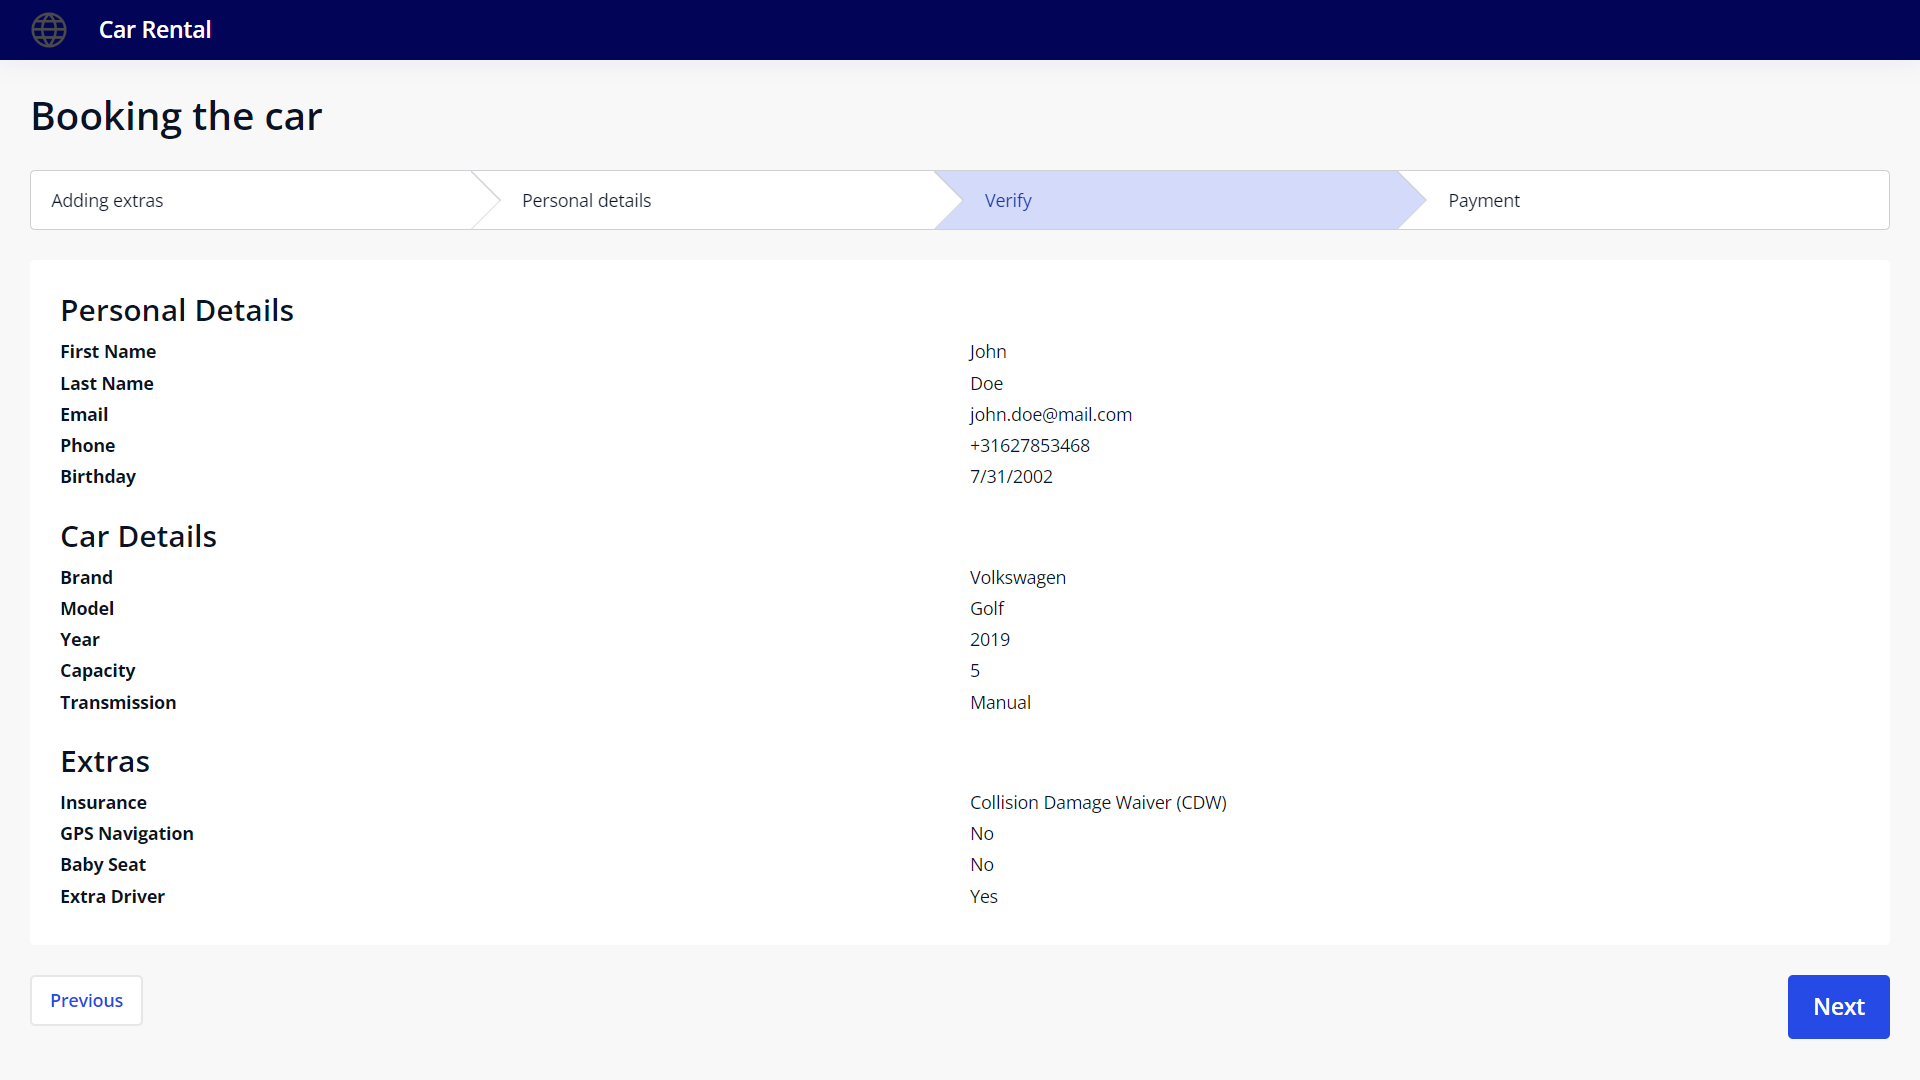 Car Rental
Booking the car
Adding extras
Personal details
Verify
Payment
Personal Details
First Name John
Last Name Doe
Email john.doe@mail.com
Phone +31627853468
Birthday 7/31/2002
Car Details
Brand Volkswagen
Model Golf
Year 2019
Capacity 5
Transmission Manual
Extras
Insurance Collision Damage Waiver (CDW)
GPS Navigation No
Baby Seat No
Extra Driver Yes
Previous
Next